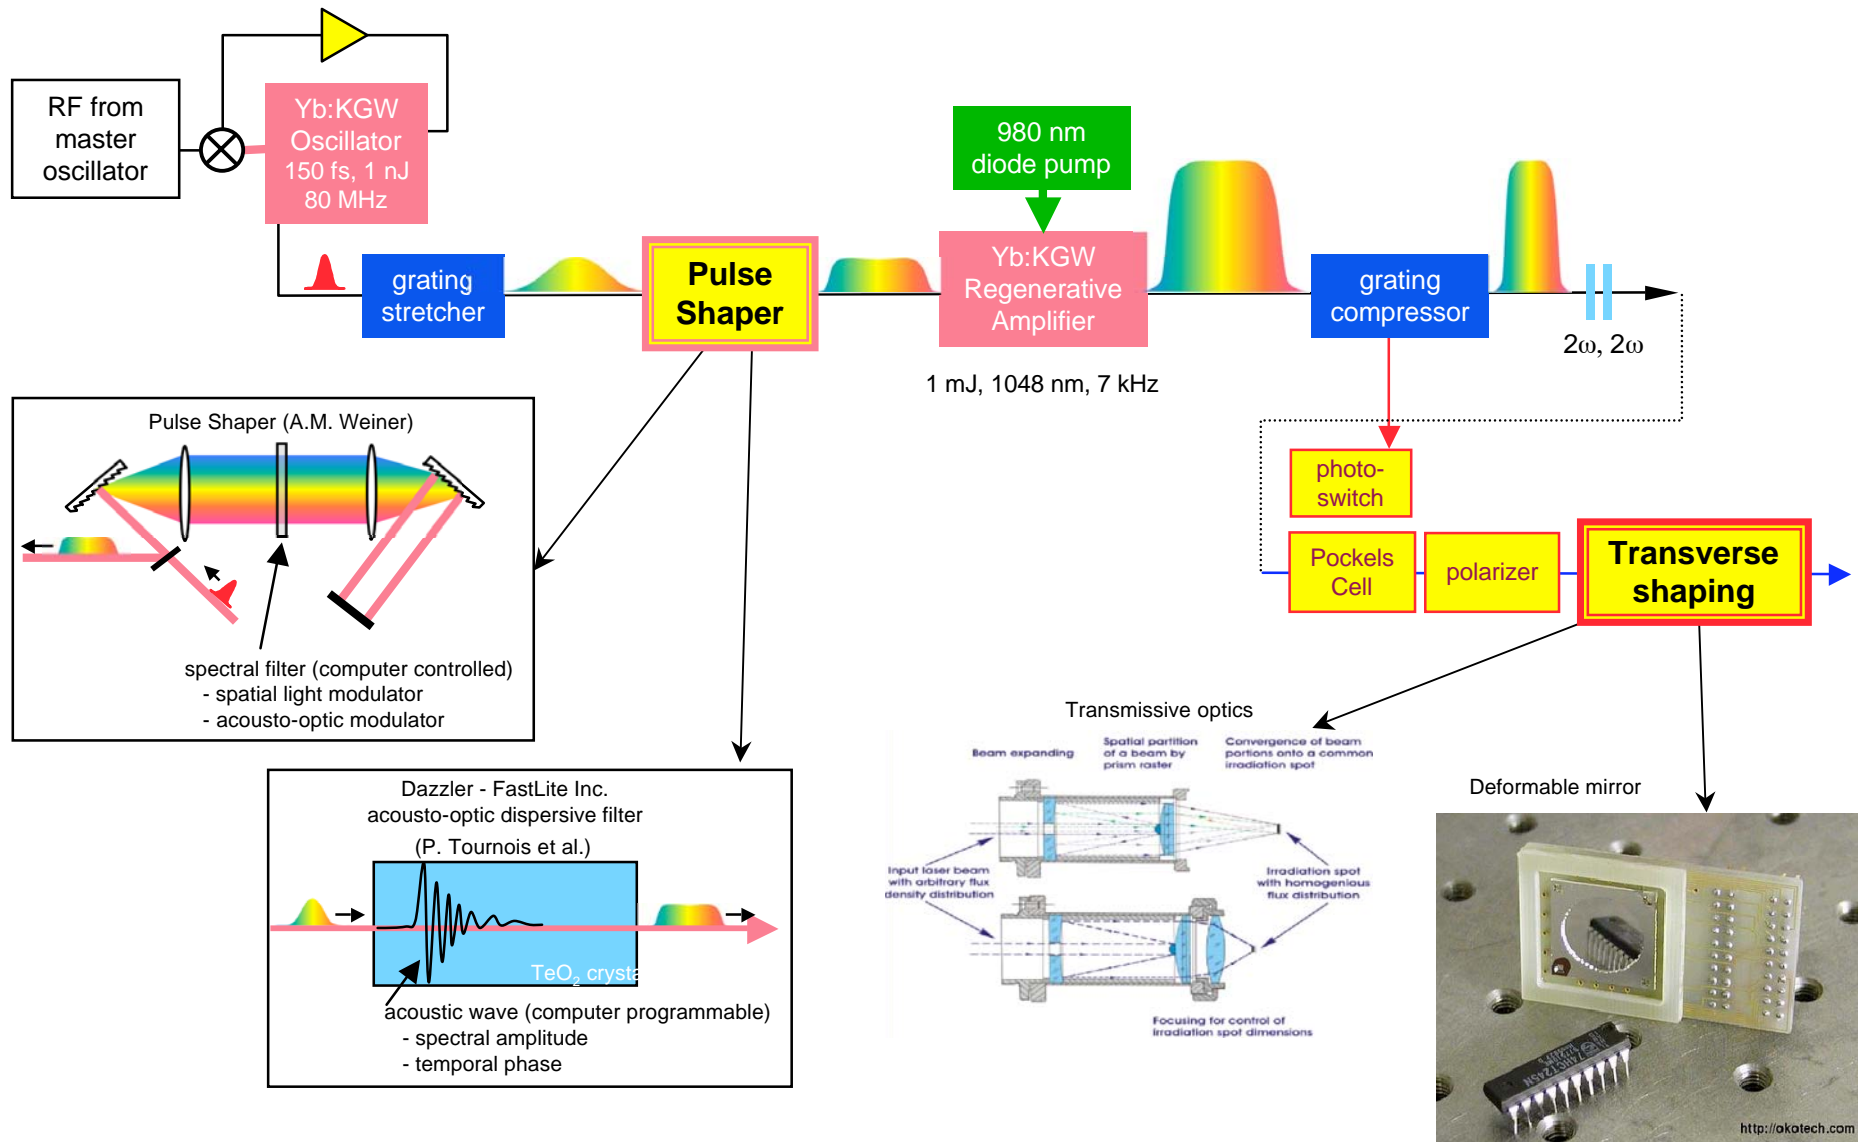 RF from
master
oscillator
Yb:KGW
Oscillator
150 fs, 1 nJ
80 MHz
980 nm
diode pump
grating
stretcher
Pulse
Shaper
Yb:KGW
Regenerative
Amplifier
grating
compressor
2ω, 2ω
1 mJ, 1048 nm, 7 kHz
Pulse Shaper (A.M. Weiner)
spectral filter (computer controlled)
- spatial light modulator
- acousto-optic modulator
photo-
switch
Pockels
Cell
polarizer
Transverse
shaping
Dazzler - FastLite Inc.
acousto-optic dispersive filter
(P. Tournois et al.)
TeO₂ crysta
acoustic wave (computer programmable)
- spectral amplitude
- temporal phase
Transmissive optics
Beam expanding
Spatial partition
of a beam by
prism raster
Convergence of beam
portions onto a common
irradiation spot
Input laser beam
with arbitrary flux
density distribution
Irradiation spot
with homogenious
flux distribution
Focusing for control of
irradiation spot dimensions
Deformable mirror
74HCT245N
http://okotech.com